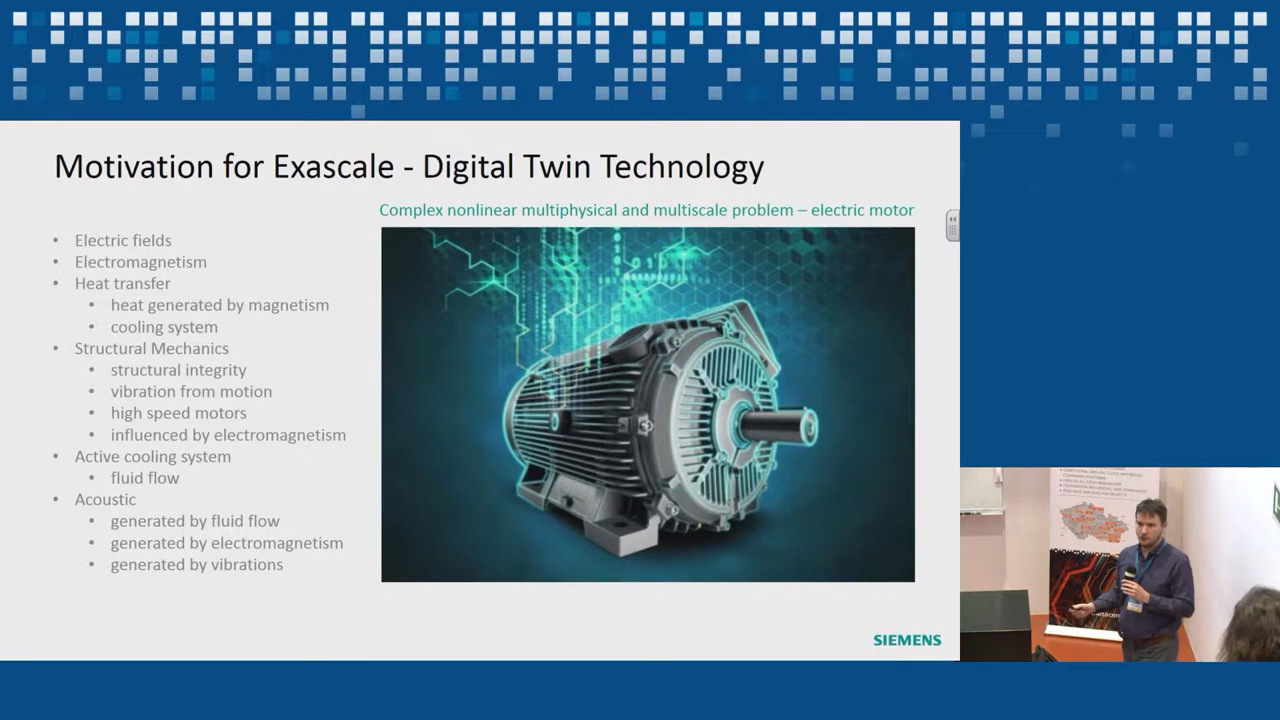 Motivation for Exascale - Digital Twin Technology
Complex nonlinear multiphysical and multiscale problem – electric motor
• Electric fields
• Electromagnetism
• Heat transfer
• heat generated by magnetism
• cooling system
• Structural Mechanics
• structural integrity
• vibration from motion
• high speed motors
• influenced by electromagnetism
• Active cooling system
• fluid flow
• Acoustic
• generated by fluid flow
• generated by electromagnetism
• generated by vibrations
SIEMENS